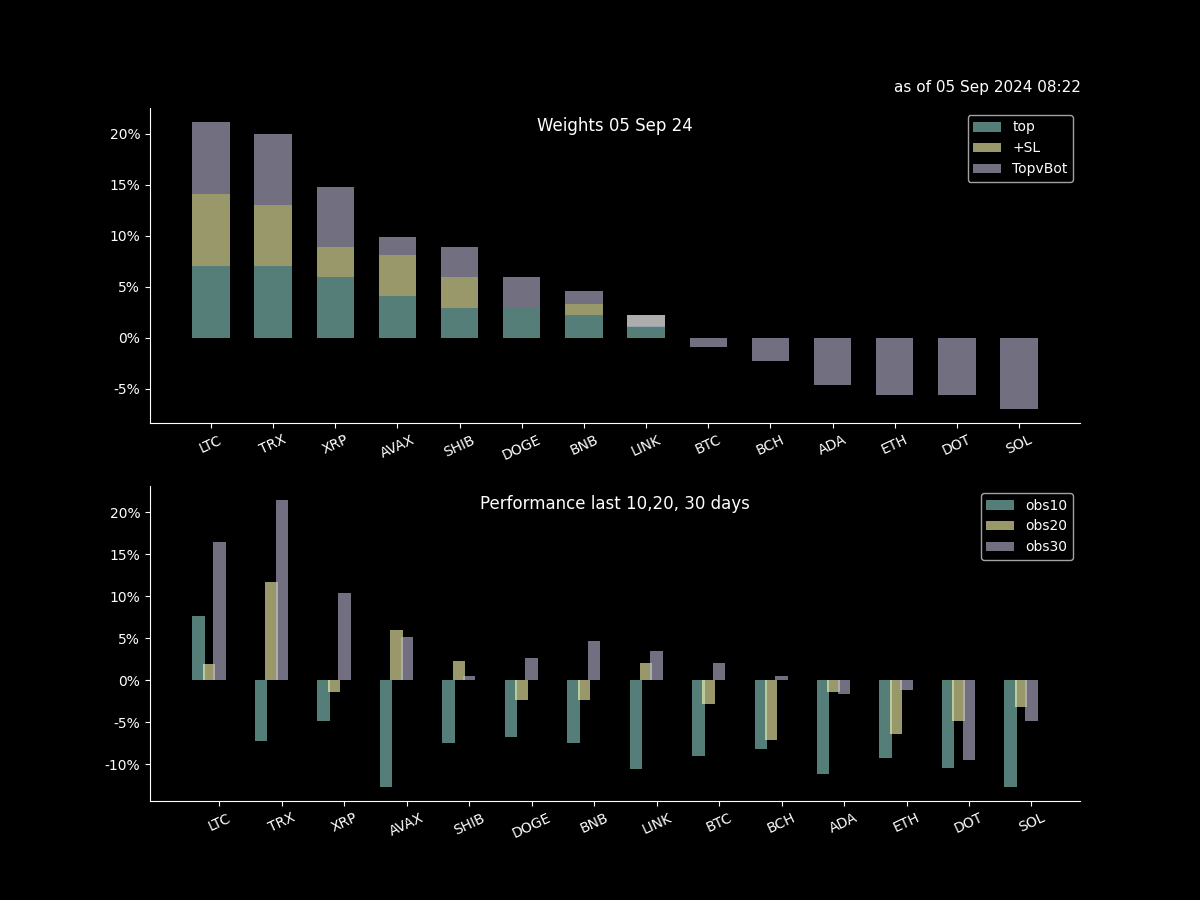 as of 05 Sep 2024 08:22
Weights 05 Sep 24
top
+SL
TopvBot
20%
15%
10%
5%
0%
-5%
LTC TRX XRP AVAX SHIB DOGE BNB LINK BTC BCH ADA ETH DOT SOL
Performance last 10,20, 30 days
obs10
obs20
obs30
20%
15%
10%
5%
0%
-5%
-10%
LTC TRX XRP AVAX SHIB DOGE BNB LINK BTC BCH ADA ETH DOT SOL